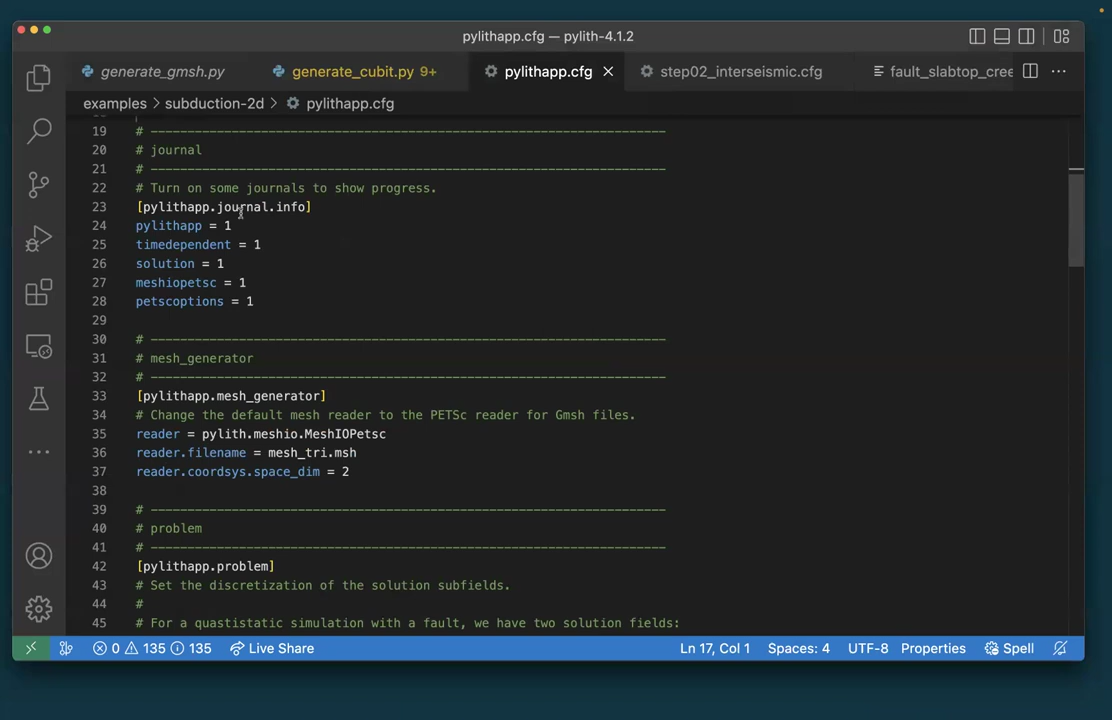 pylithapp.cfg — pylith-4.1.2
generate_gmsh.py generate_cubit.py 9+ pylithapp.cfg step02_interseismic.cfg fault_slabtop_cree
examples > subduction-2d > pylithapp.cfg
19 # -----------------------------------------------------------------------
20 # journal
21 # -----------------------------------------------------------------------
22 # Turn on some journals to show progress.
23 [pylithapp.journal.info]
24 pylithapp = 1
25 timedependent = 1
26 solution = 1
27 meshiopetsc = 1
28 petscoptions = 1
29
30 # -----------------------------------------------------------------------
31 # mesh_generator
32 # -----------------------------------------------------------------------
33 [pylithapp.mesh_generator]
34 # Change the default mesh reader to the PETSc reader for Gmsh files.
35 reader = pylith.meshio.MeshIOPetsc
36 reader.filename = mesh_tri.msh
37 reader.coordsys.space_dim = 2
38
39 # -----------------------------------------------------------------------
40 # problem
41 # -----------------------------------------------------------------------
42 [pylithapp.problem]
43 # Set the discretization of the solution subfields.
44 #
45 # For a quastistatic simulation with a fault, we have two solution fields:
0 135 135 Live Share Ln 17, Col 1 Spaces: 4 UTF-8 Properties Spell